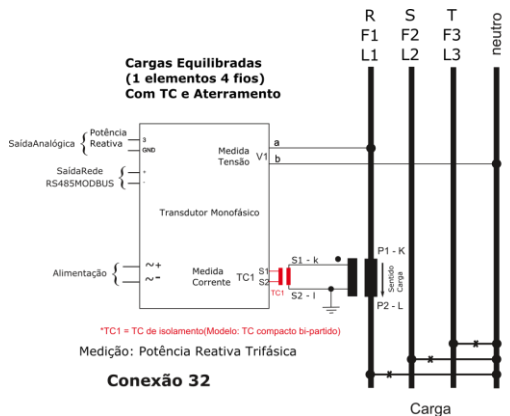 R S T
F1 F2 F3 neutro
L1 L2 L3
Cargas Equilibradas
(1 elementos 4 fios)
Com TC e Aterramento
SaídaAnalógica { Potência Reativa
3
GND
SaídaRede
RS485MODBUS
+
-
Medida
Tensão
V1
a
b
Transdutor Monofásico
Alimentação
~+
~-
Medida
Corrente
TC1
S1
S2
TC1
S1 - k
S2 - l
P1 - K
Sentido
Carga
P2 - L
*TC1 = TC de isolamento(Modelo: TC compacto bi-partido)
Medição: Potência Reativa Trifásica
Conexão 32
Carga